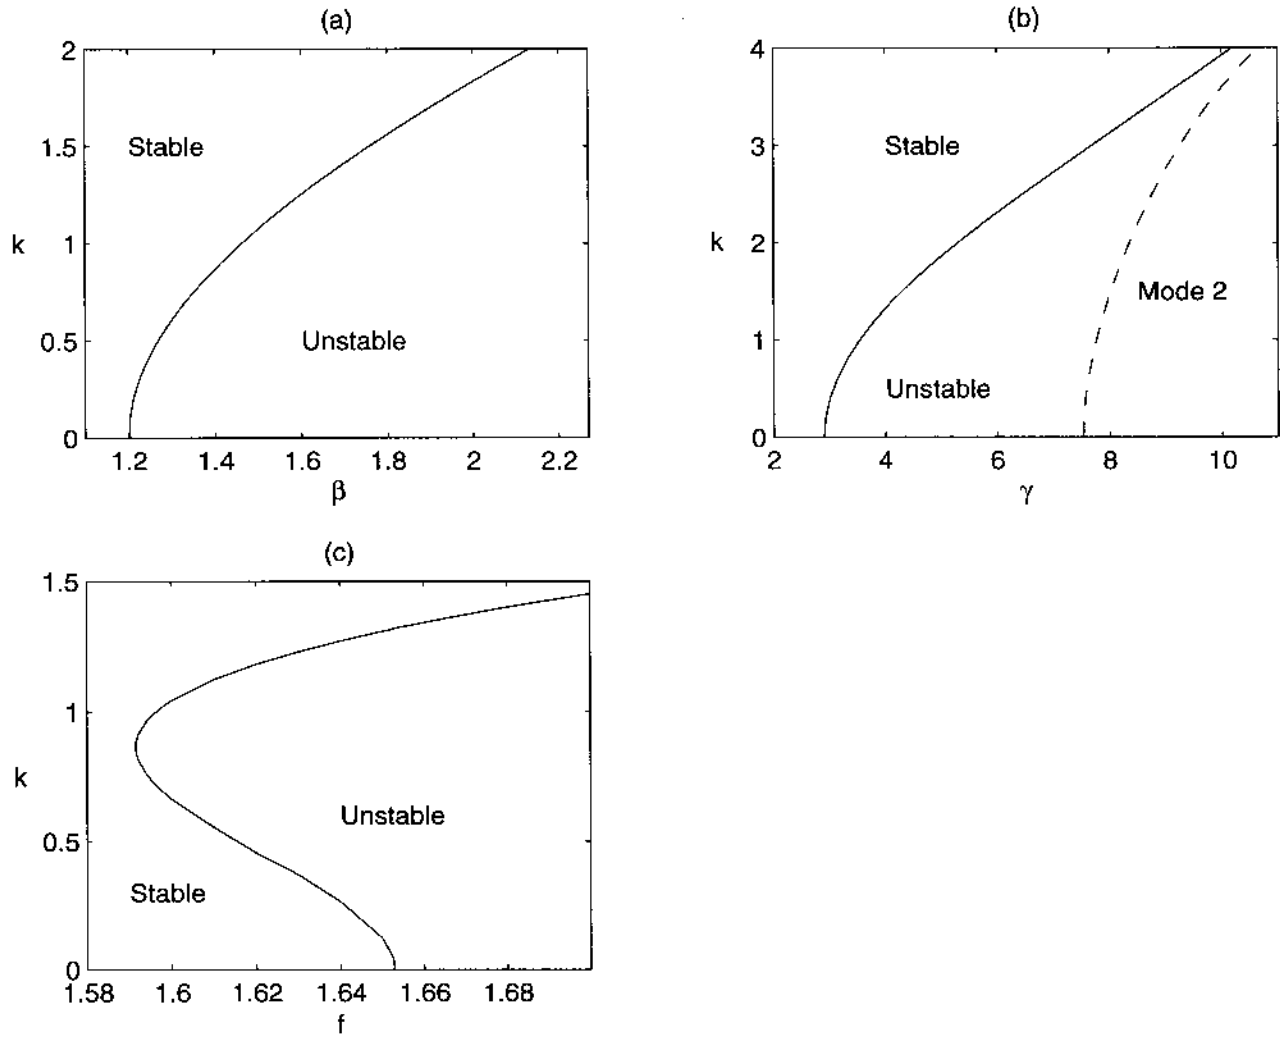 (a)
2
1.5
1
0.5
0
k
Stable
Unstable
1.2 1.4 1.6 1.8 2 2.2
β
(b)
4
3
2
1
0
k
Stable
Mode 2
Unstable
2 4 6 8 10
γ
(c)
1.5
1
0.5
0
k
Unstable
Stable
1.58 1.6 1.62 1.64 1.66 1.68
f